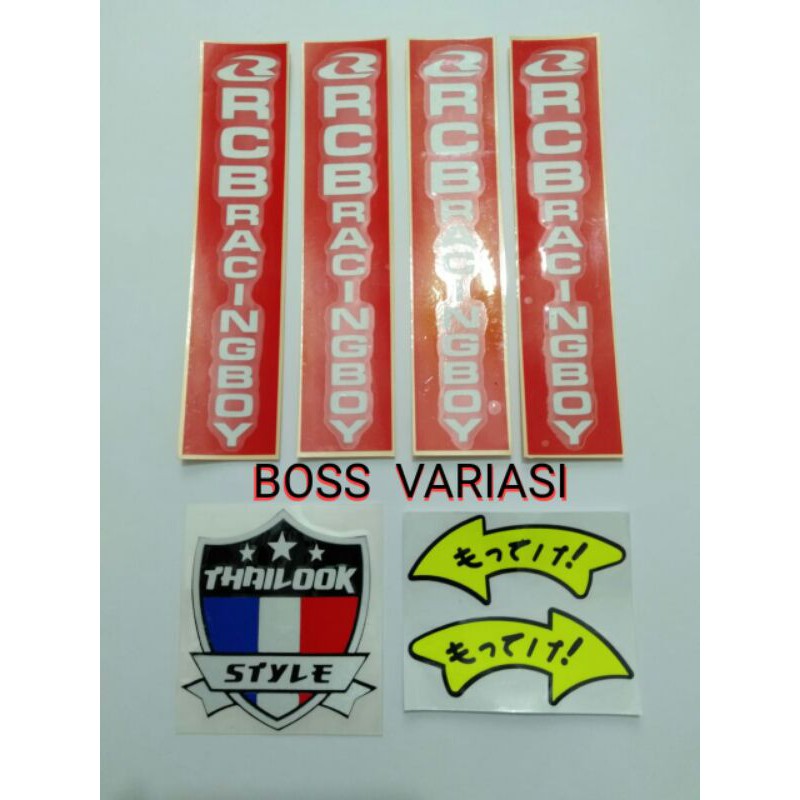 RCB RACINGBOY
RCB RACINGBOY
RCB RACINGBOY
RCB RACINGBOY
BOSS VARIASI
THAILOOK
STYLE
もってけ!
もってけ!